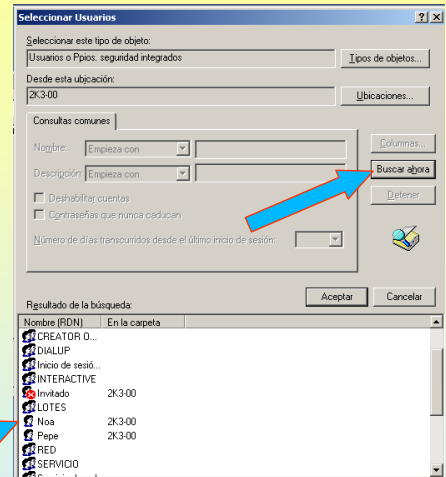 Seleccionar Usuarios
Seleccionar este tipo de objeto:
Usuarios o Ppios. seguridad integrados
Tipos de objetos...
Desde esta ubicación:
2K3-00
Ubicaciones...
Consultas comunes
Nombre:
Empieza con
Columnas...
Descripción:
Empieza con
Buscar ahora
Deshabilitar cuentas
Detener
Contraseñas que nunca caducan
Número de días transcurridos desde el último inicio de sesión:
Aceptar
Cancelar
Resultado de la búsqueda:
Nombre (RDN) En la carpeta
CREATOR O...
DIALUP
Inicio de sesió...
INTERACTIVE
Invitado 2K3-00
LOTES
Noa 2K3-00
Pepe 2K3-00
RED
SERVICIO